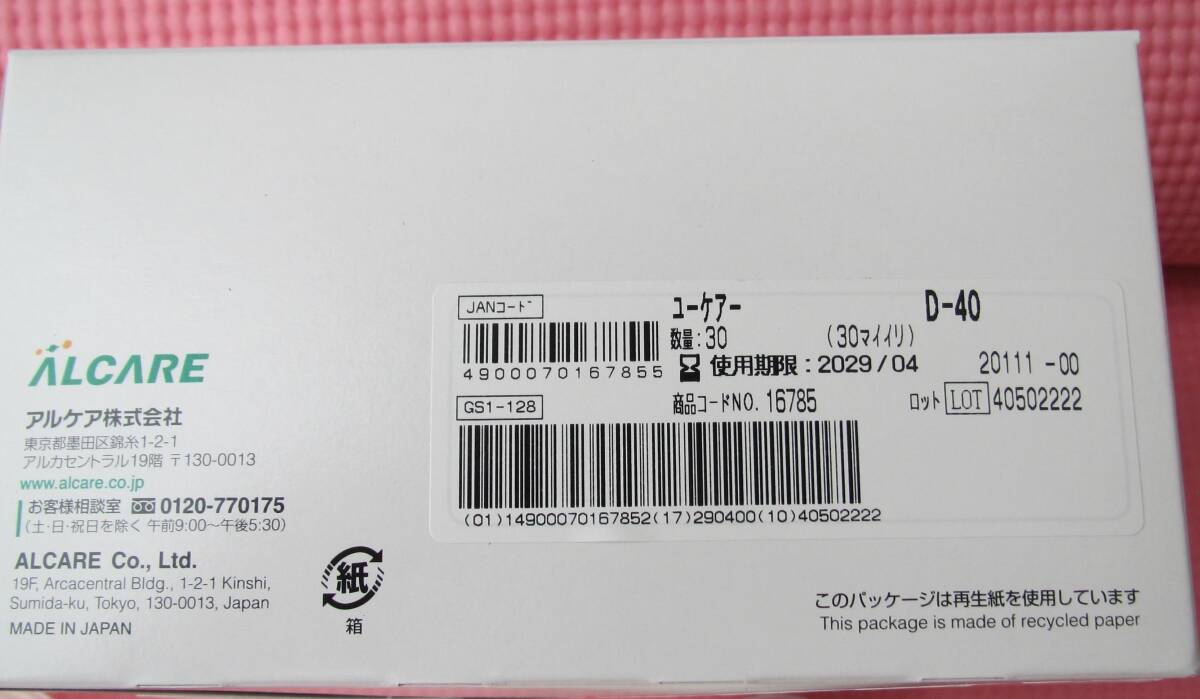 ALCARE
アルケア株式会社
東京都墨田区錦糸1-2-1
アルカセントラル19階 〒130-0013
www.alcare.co.jp
お客様相談室 0120-770175
(土・日・祝日を除く 午前9:00〜午後5:30)
ALCARE Co., Ltd.
19F, Arcacentral Bldg., 1-2-1 Kinshi,
Sumida-ku, Tokyo, 130-0013, Japan
MADE IN JAPAN
紙
箱
JANコード ユーケアー D-40
数量:30 (30マイイリ)
4900070167855
使用期限:2029/04 20111-00
GS1-128 商品コードNO. 16785 ロット LOT 40502222
(01)14900070167852(17)290400(10)40502222
このパッケージは再生紙を使用しています
This package is made of recycled paper